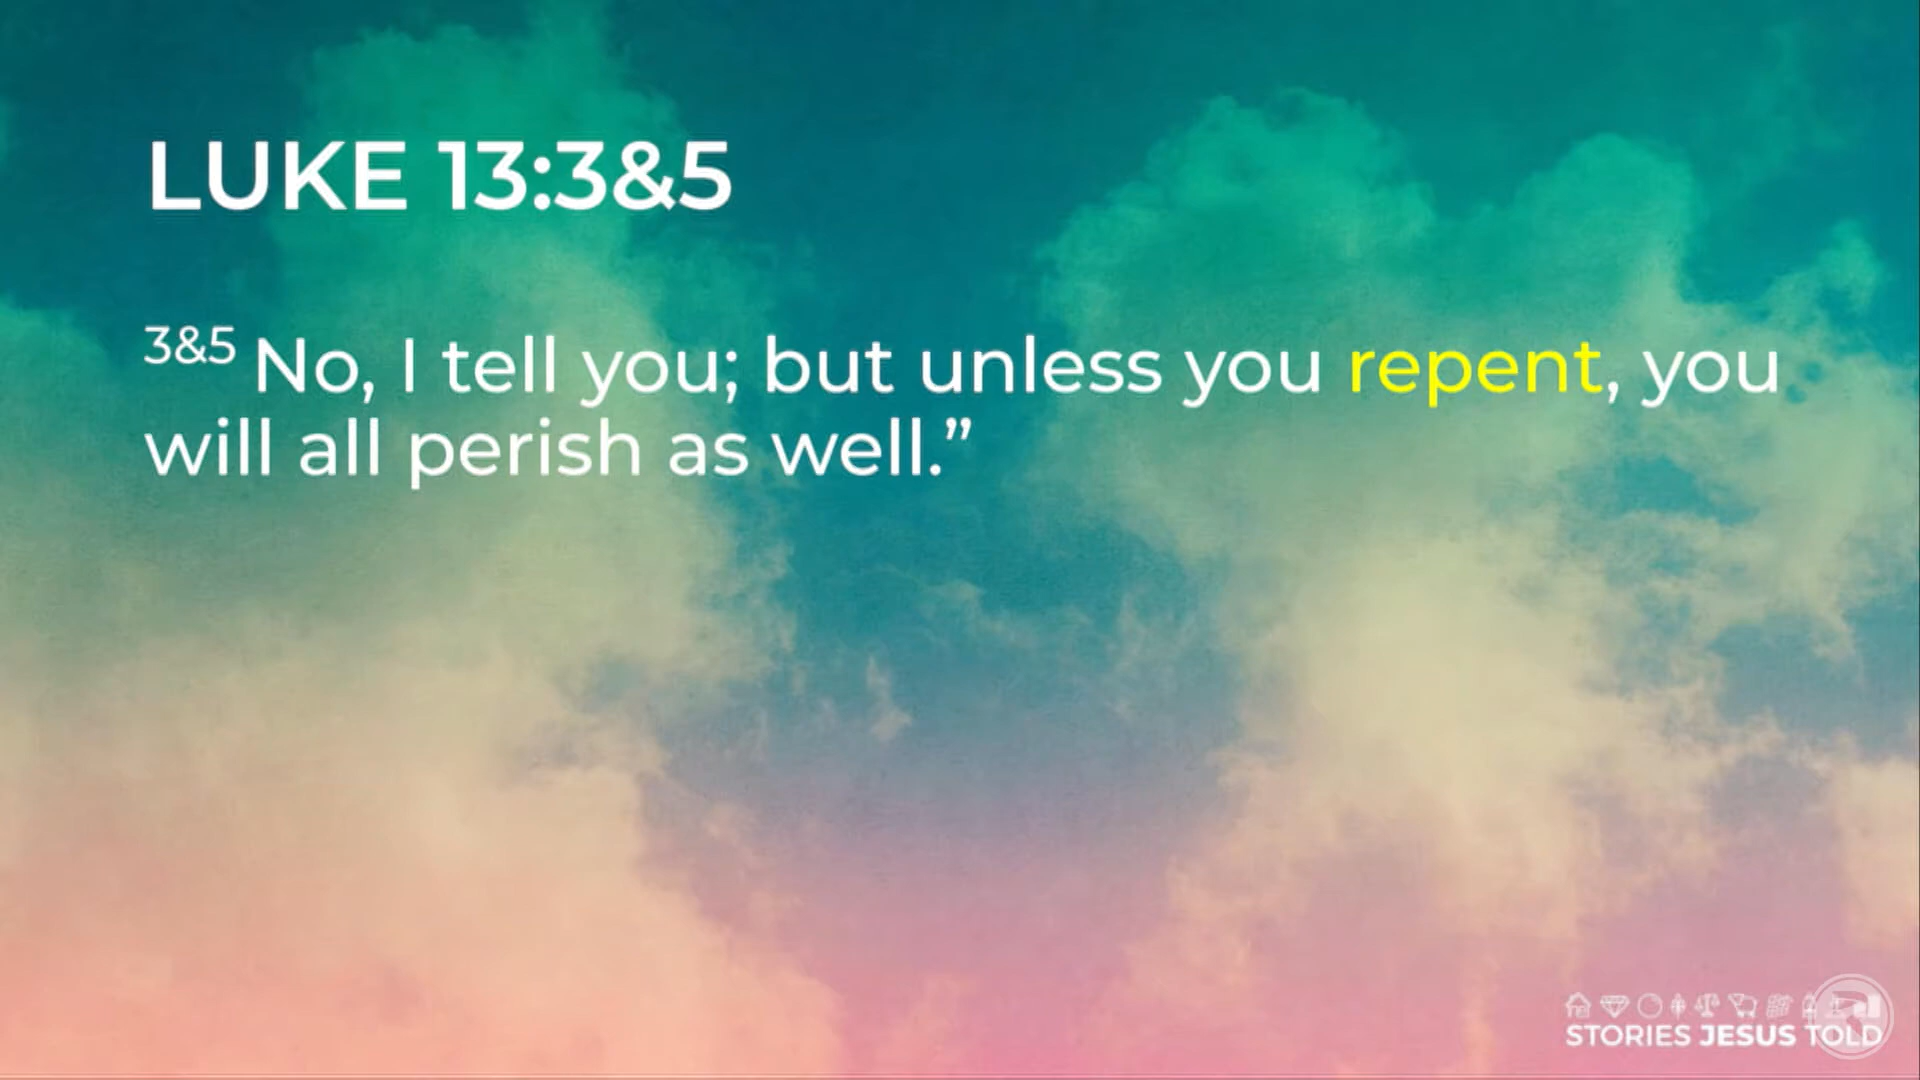 LUKE 13:3&5
3&5 No, I tell you; but unless you repent, you
will all perish as well.”
STORIES JESUS TOLD